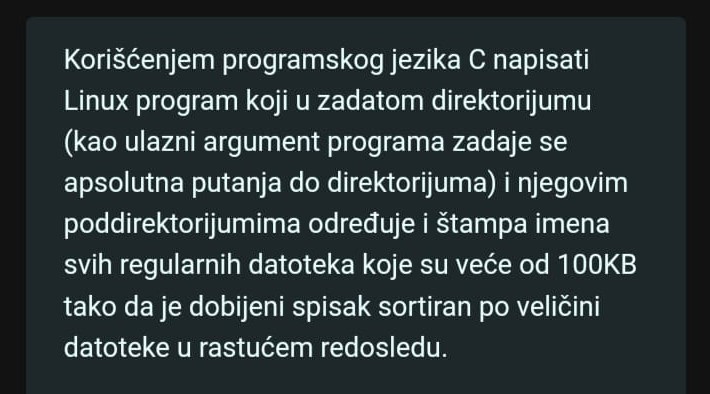 Korišćenjem programskog jezika C napisati
Linux program koji u zadatom direktorijumu
(kao ulazni argument programa zadaje se
apsolutna putanja do direktorijuma) i njegovim
poddirektorijumima određuje i štampa imena
svih regularnih datoteka koje su veće od 100KB
tako da je dobijeni spisak sortiran po veličini
datoteke u rastućem redosledu.